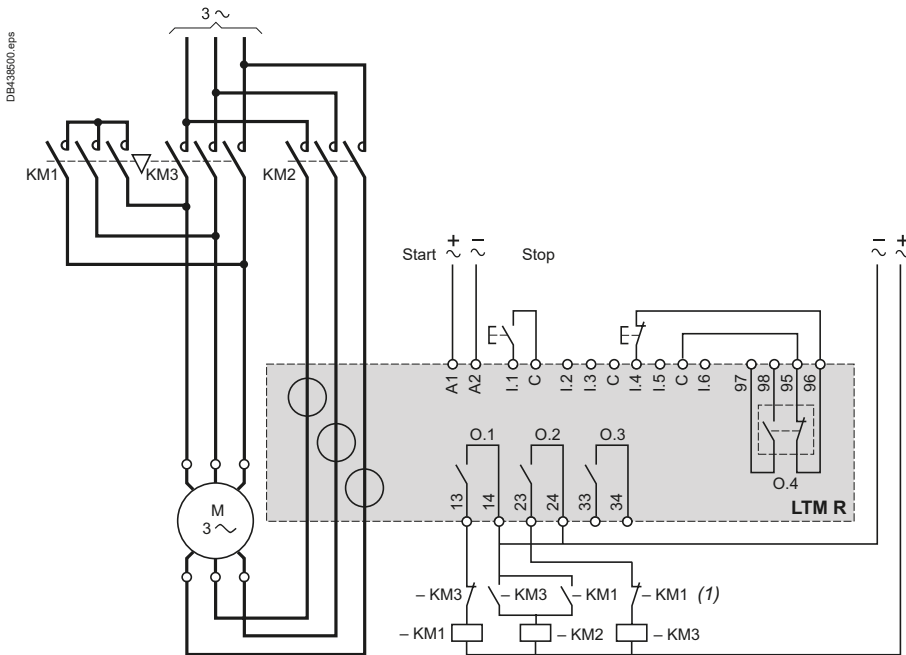 DB438500.eps
3 ~
KM1
KM3
KM2
Start
+
~
−
~
Stop
−
~
+
~
A1
A2
I.1
C
I.2
I.3
C
I.4
I.5
C
I.6
97
98
95
96
O.1
O.2
O.3
O.4
13
14
23
24
33
34
LTM R
M
3 ~
– KM3
– KM3
– KM1
– KM1 (1)
– KM1
– KM2
– KM3